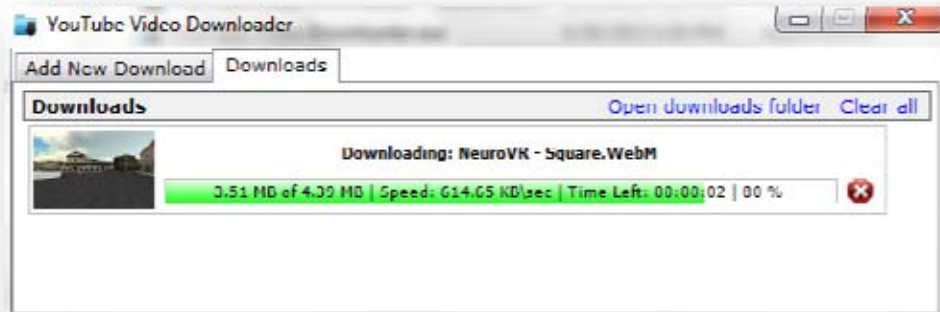 YouTube Video Downloader
Add New Download Downloads
Downloads Open downloads folder Clear all
Downloading: NeuroVR - Square.WebM
3.51 MB of 4.39 MB | Speed: 614.65 KB\sec | Time Left: 00:00:02 | 80 %